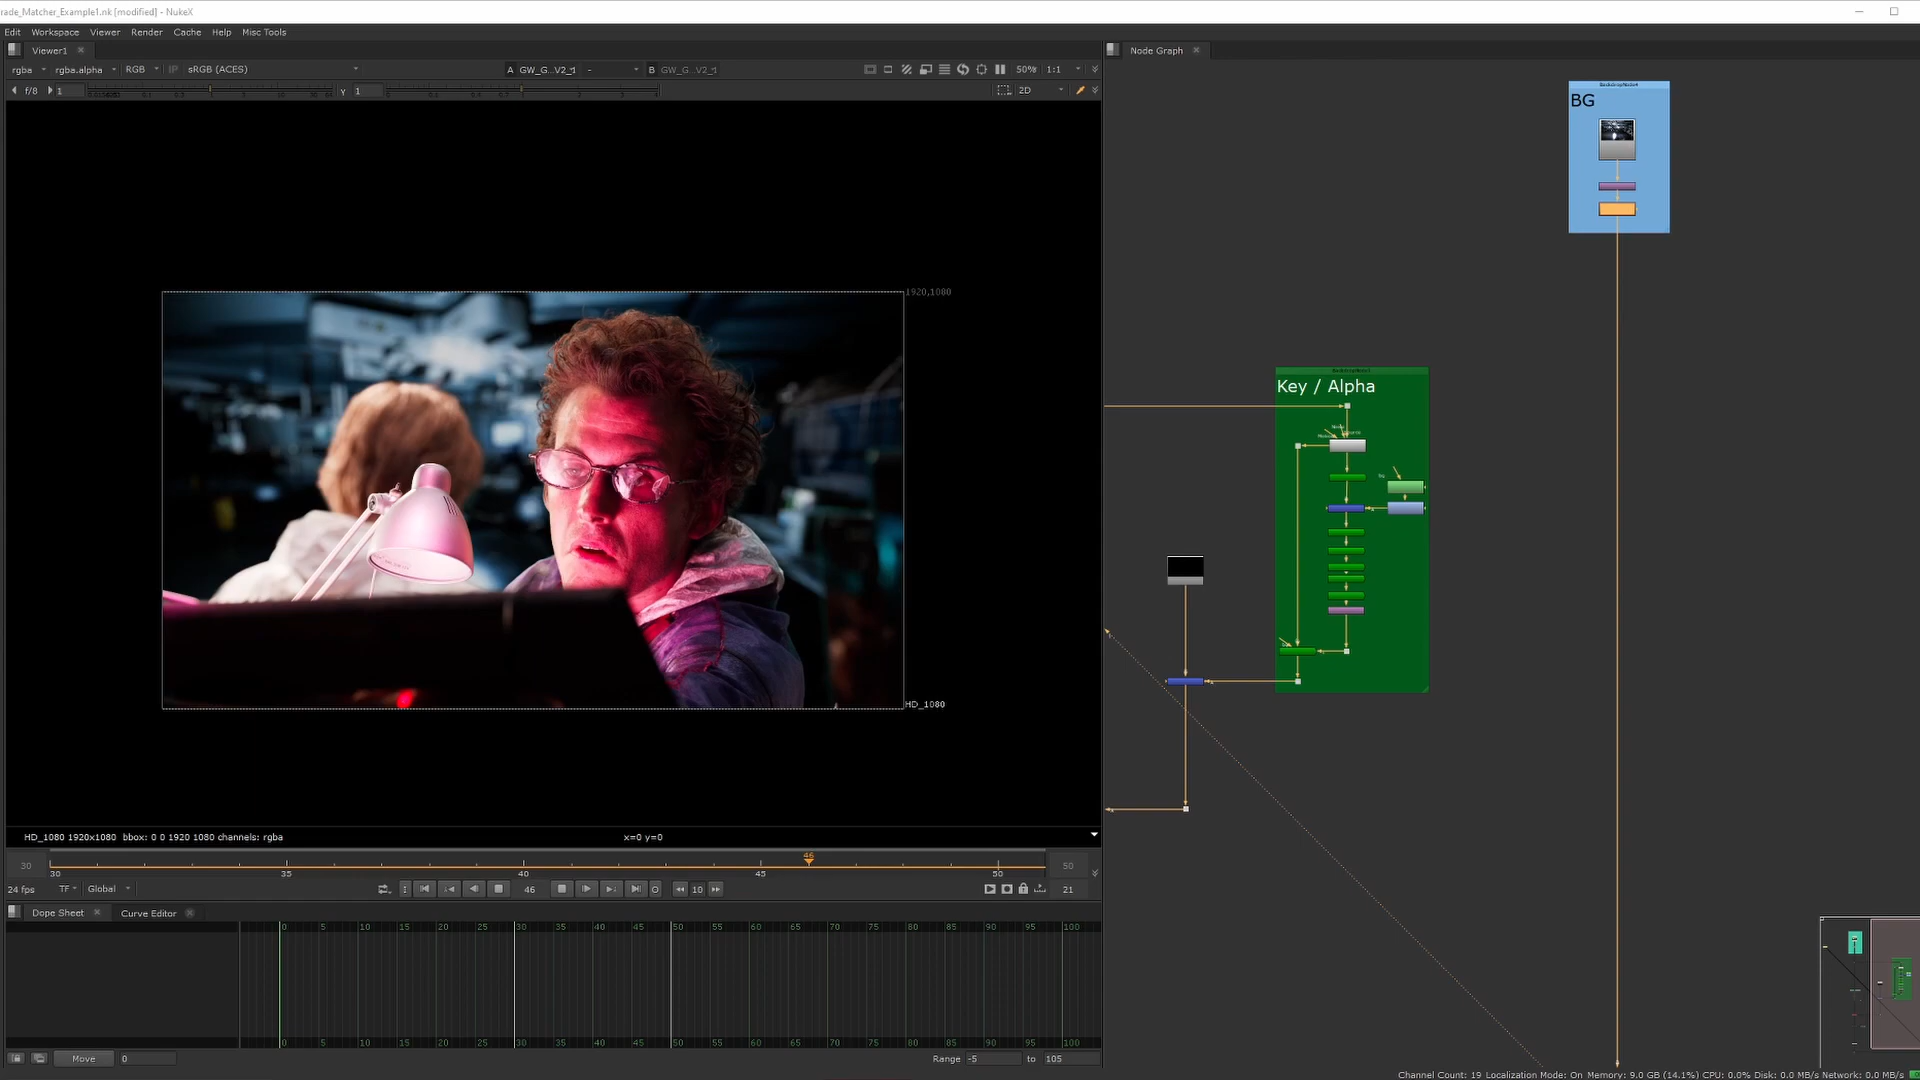 rade_Matcher_Example1.nk [modified] - NukeX
Edit Workspace Viewer Render Cache Help Misc Tools
Viewer1
Node Graph
rgba rgba.alpha RGB IP sRGB (ACES) A GW_G...V2_1 - B GW_G...V2_1 50% 1:1
f/8 1 Y 1 2D
BackdropNode4
BG
1920,1080
Key / Alpha
HD_1080
HD_1080 1920x1080 bbox: 0 0 1920 1080 channels: rgba x=0 y=0
30 46 50
30 35 40 45 50
24 fps TF Global 46 10 21
Dope Sheet Curve Editor
0 5 10 15 20 25 30 35 40 45 50 55 60 65 70 75 80 85 90 95 100
0 5 10 15 20 25 30 35 40 45 50 55 60 65 70 75 80 85 90 95 100
Move 0 Range -5 to 105
Channel Count: 19 Localization Mode: On Memory: 9.0 GB (14.1%) CPU: 0.0% Disk: 0.0 MB/s Network: 0.0 MB/s